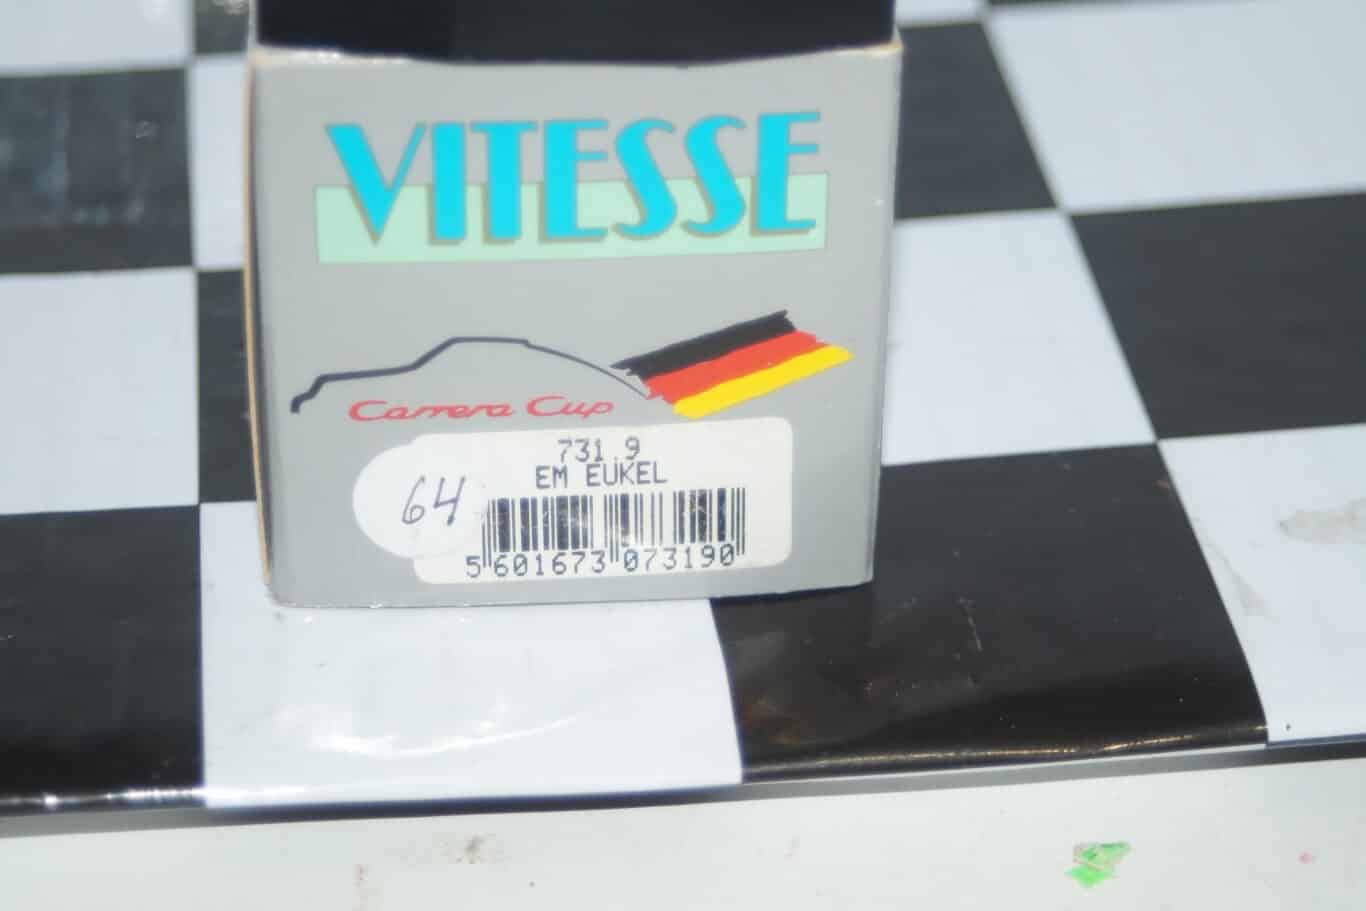 VITESSE
Carrera Cup
731.9
EM EUKEL
64
5 601673 073190